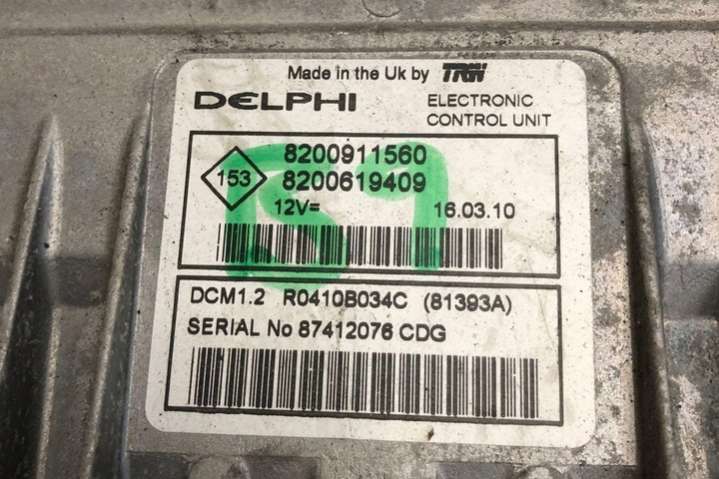 Made in the Uk by TRW
DELPHI
ELECTRONIC
CONTROL UNIT
153
8200911560
8200619409
12V=
16.03.10
DCM1.2 R0410B034C (81393A)
SERIAL No 87412076 CDG